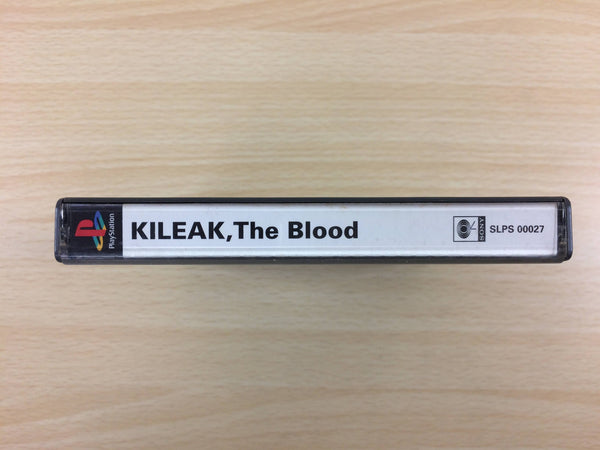 PlayStation
KILEAK,The Blood
SONY
SLPS 00027